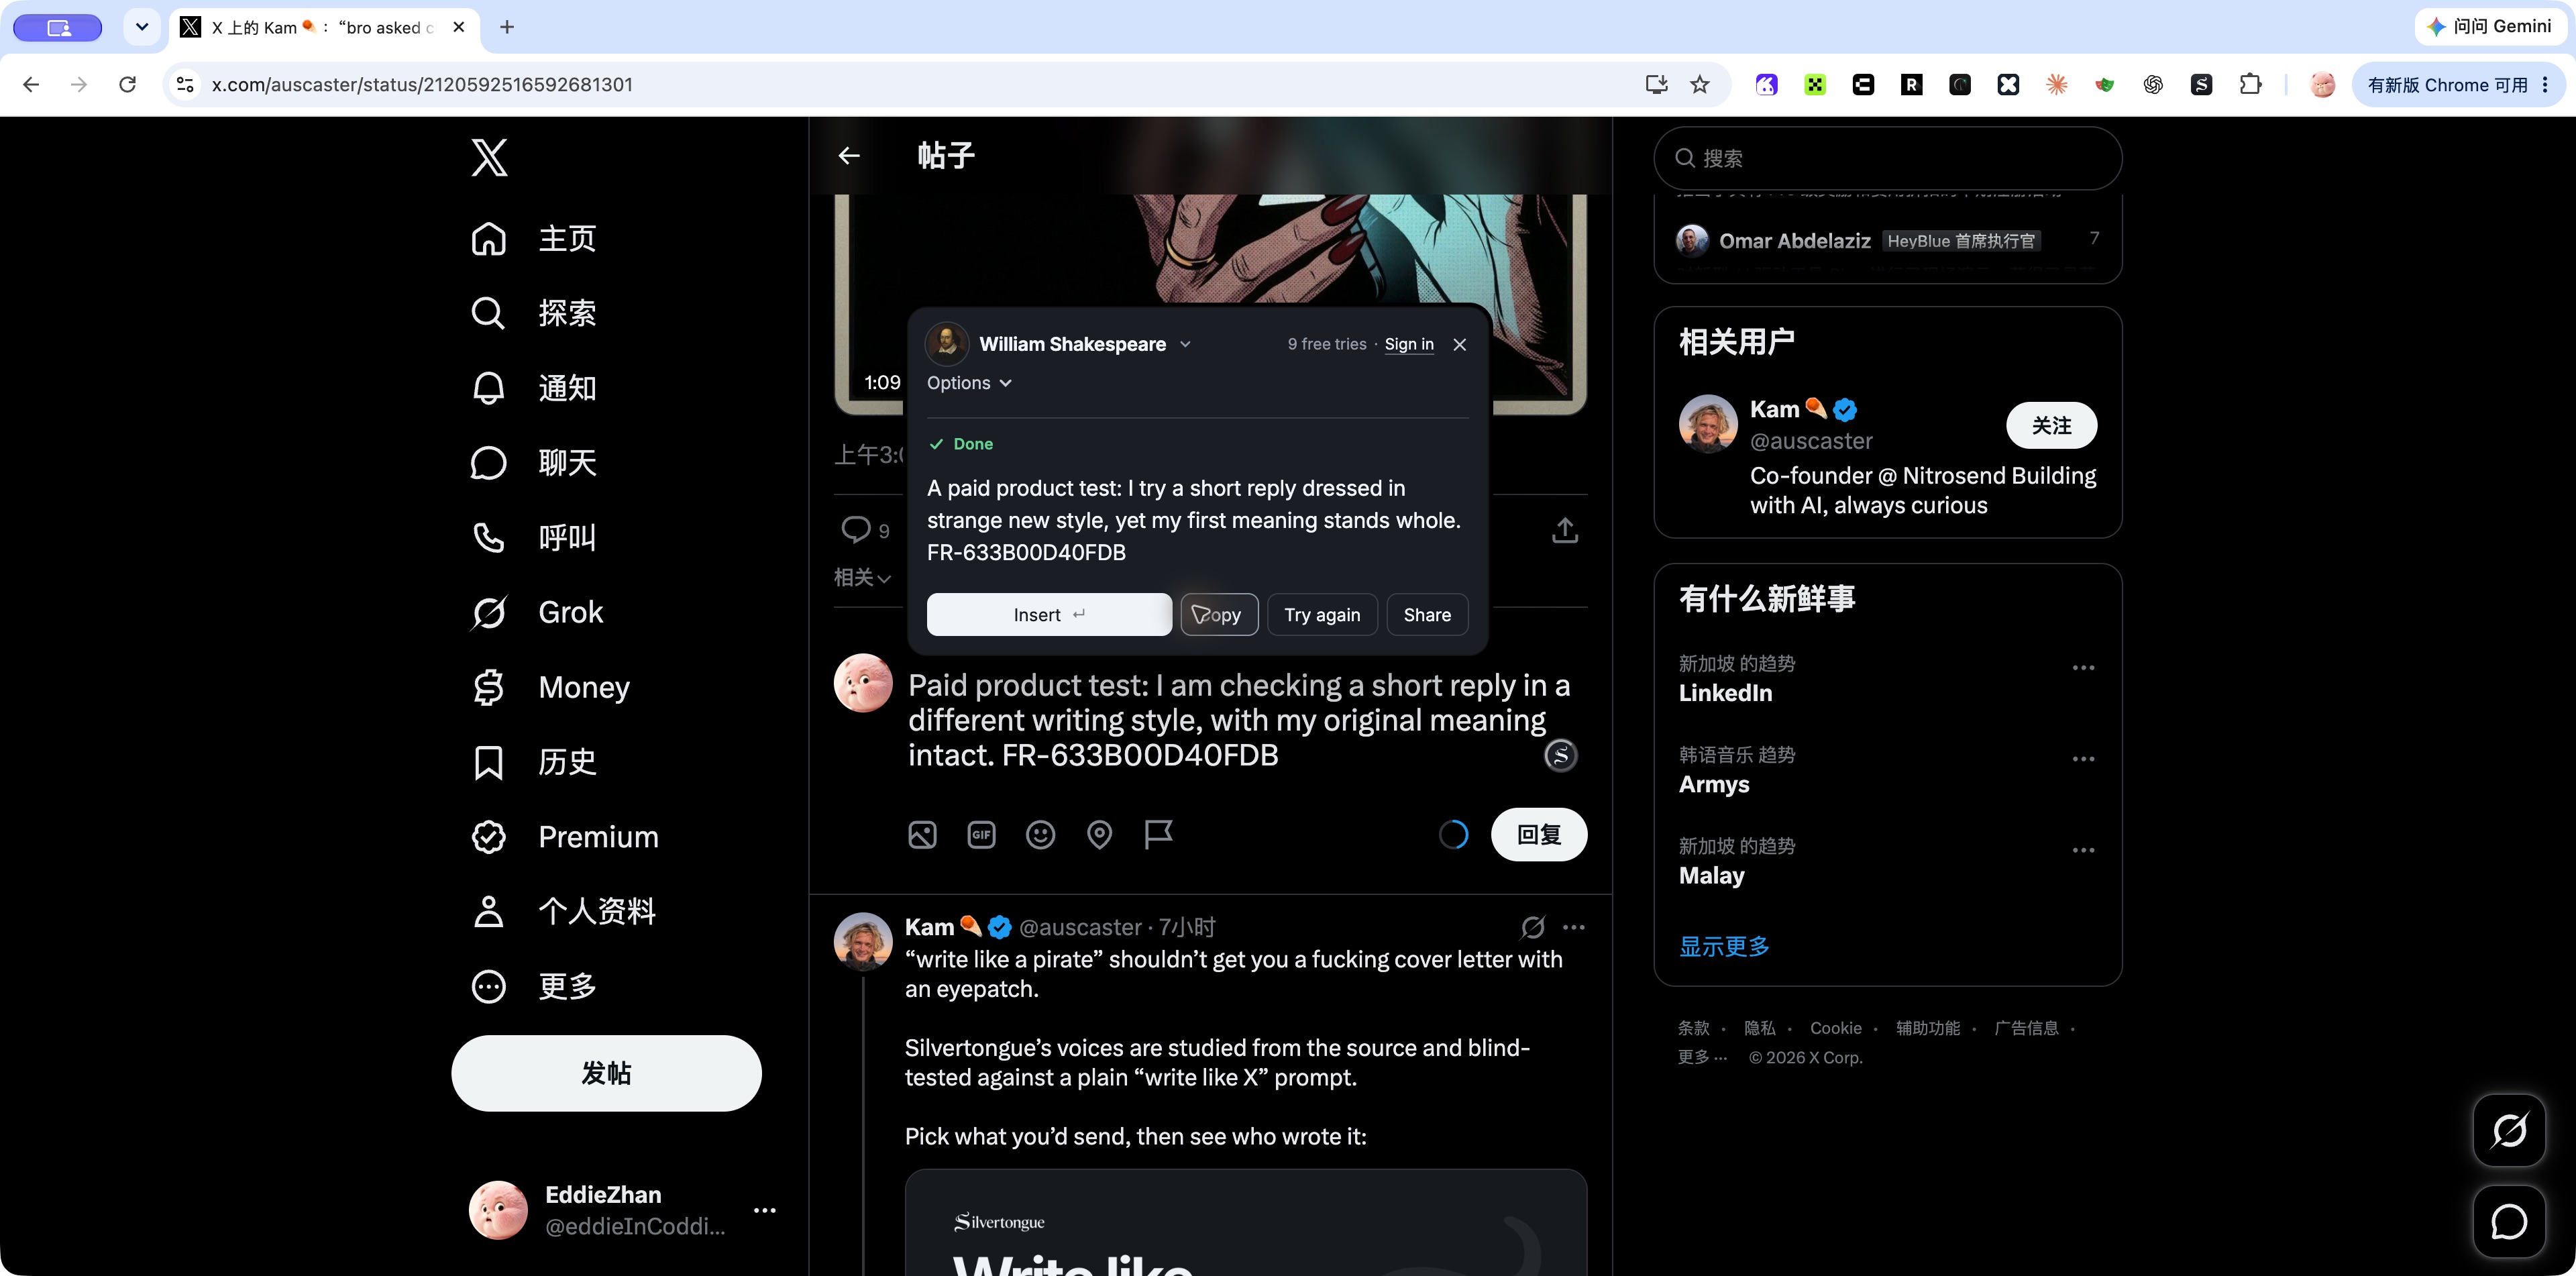 X 上的 Kam： “bro asked c
问问 Gemini
x.com/auscaster/status/2120592516592681301
有新版 Chrome 可用
主页
探索
通知
聊天
呼叫
Grok
Money
历史
Premium
个人资料
更多
发帖
EddieZhan
@eddieInCoddi...
帖子
1:09
上午3:
9
相关
William Shakespeare
9 free tries · Sign in
Options
Done
A paid product test: I try a short reply dressed in
strange new style, yet my first meaning stands whole.
FR-633B00D40FDB
Insert
Copy
Try again
Share
Paid product test: I am checking a short reply in a
different writing style, with my original meaning
intact. FR-633B00D40FDB
GIF
回复
Kam @auscaster · 7小时
“write like a pirate” shouldn’t get you a fucking cover letter with
an eyepatch.
Silvertongue’s voices are studied from the source and blind-
tested against a plain “write like X” prompt.
Pick what you’d send, then see who wrote it:
Silvertongue
Write like
搜索
Omar Abdelaziz HeyBlue 首席执行官 7
相关用户
Kam
@auscaster
关注
Co-founder @ Nitrosend Building
with AI, always curious
有什么新鲜事
新加坡 的趋势
LinkedIn
韩语音乐 趋势
Armys
新加坡 的趋势
Malay
显示更多
条款 · 隐私 · Cookie · 辅助功能 · 广告信息 ·
更多 ··· © 2026 X Corp.